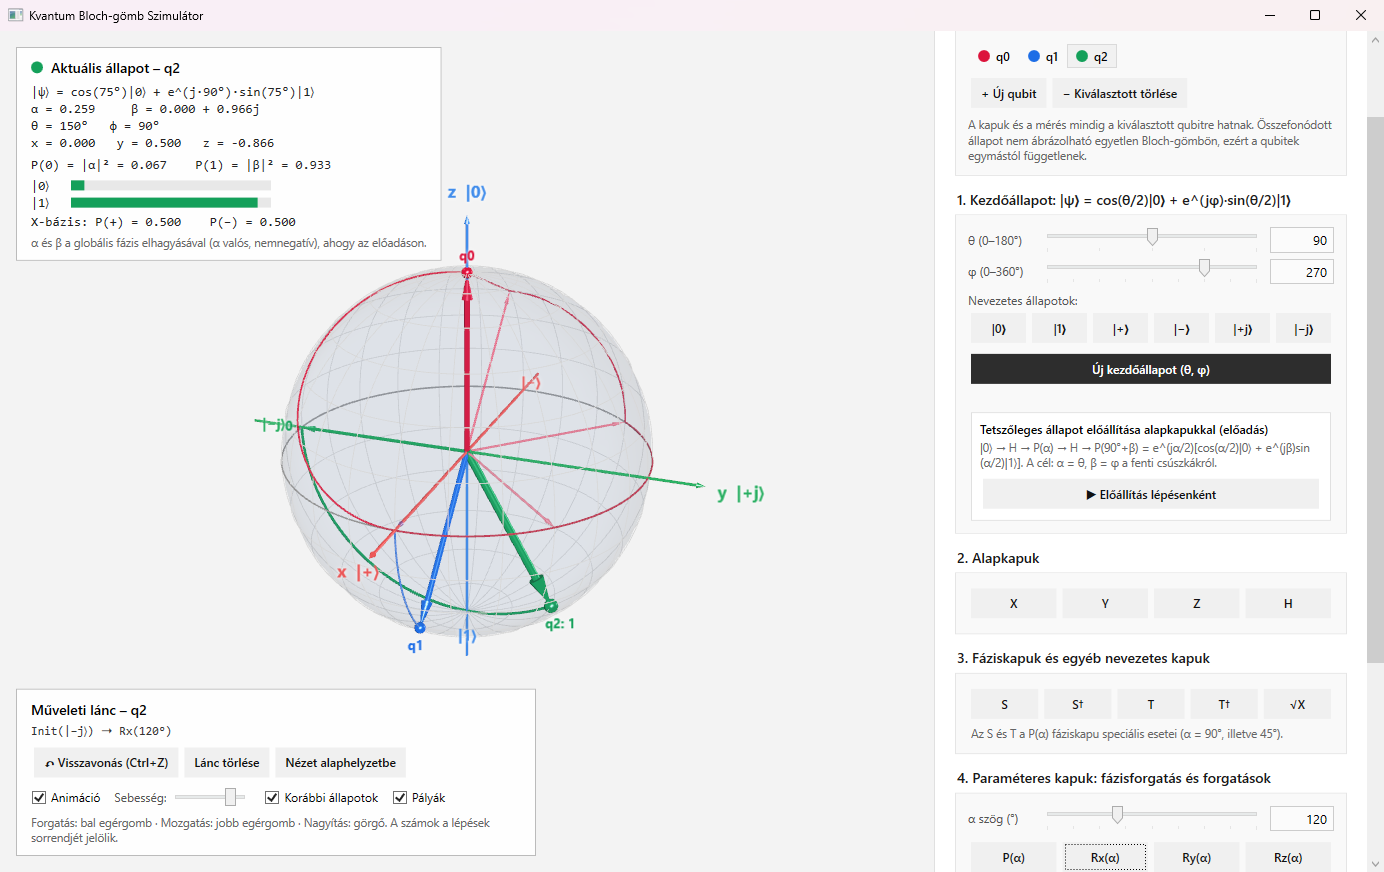 Kvantum Bloch-gömb Szimulátor
Aktuális állapot – q2
|ψ⟩ = cos(75°)|0⟩ + e^(j·90°)·sin(75°)|1⟩
α = 0.259 β = 0.000 + 0.966j
θ = 150° ϕ = 90°
x = 0.000 y = 0.500 z = -0.866
P(0) = |α|² = 0.067 P(1) = |β|² = 0.933
|0⟩
|1⟩
X-bázis: P(+) = 0.500 P(−) = 0.500
α és β a globális fázis elhagyásával (α valós, nemnegatív), ahogy az előadáson.
z |0⟩
q0
|−⟩
|−j⟩0
y |+j⟩
x |+⟩
q1
|1⟩
q2: 1
Műveleti lánc – q2
Init(|−j⟩) → Rx(120°)
↶ Visszavonás (Ctrl+Z)
Lánc törlése
Nézet alaphelyzetbe
Animáció
Sebesség:
Korábbi állapotok
Pályák
Forgatás: bal egérgomb · Mozgatás: jobb egérgomb · Nagyítás: görgő. A számok a lépések
sorrendjét jelölik.
q0
q1
q2
+ Új qubit
− Kiválasztott törlése
A kapuk és a mérés mindig a kiválasztott qubitre hatnak. Összefonódott
állapot nem ábrázolható egyetlen Bloch-gömbön, ezért a qubitek
egymástól függetlenek.
1. Kezdőállapot: |ψ⟩ = cos(θ/2)|0⟩ + e^(jφ)·sin(θ/2)|1⟩
θ (0–180°)
90
φ (0–360°)
270
Nevezetes állapotok:
|0⟩
|1⟩
|+⟩
|−⟩
|+j⟩
|−j⟩
Új kezdőállapot (θ, φ)
Tetszőleges állapot előállítása alapkapukkal (előadás)
|0⟩ → H → P(α) → H → P(90°+β) = e^(jα/2)[cos(α/2)|0⟩ + e^(jβ)sin
(α/2)|1⟩]. A cél: α = θ, β = φ a fenti csúszkákról.
▶ Előállítás lépésenként
2. Alapkapuk
X
Y
Z
H
3. Fáziskapuk és egyéb nevezetes kapuk
S
S†
T
T†
√X
Az S és T a P(α) fáziskapu speciális esetei (α = 90°, illetve 45°).
4. Paraméteres kapuk: fázisforgatás és forgatások
α szög (°)
120
P(α)
Rx(α)
Ry(α)
Rz(α)